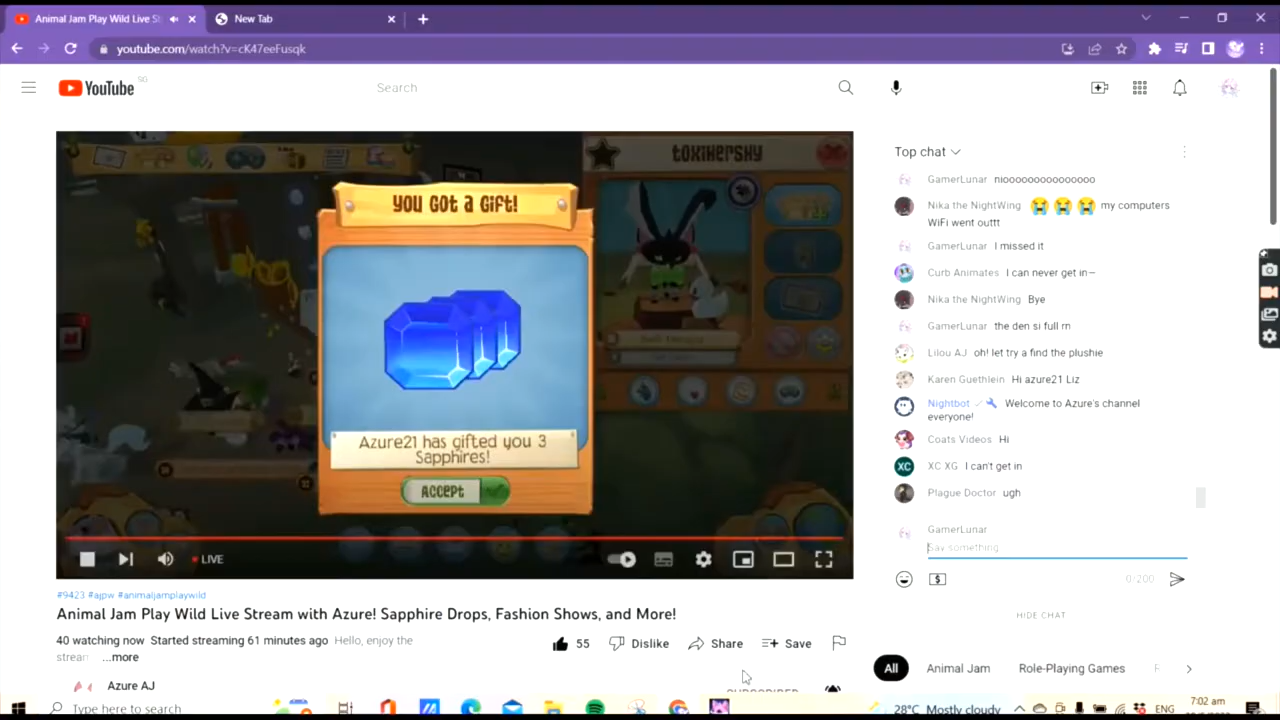 Animal Jam Play Wild Live St
New Tab
youtube.com/watch?v=cK47eeFusqk
YouTube SG
Search
toxikersky
YOU GOT A GIFT!
Azure21 has gifted you 3
Sapphires!
ACCEPT
LIVE
#9423 #ajpw #animaljamplaywild
Animal Jam Play Wild Live Stream with Azure! Sapphire Drops, Fashion Shows, and More!
40 watching now Started streaming 61 minutes ago Hello, enjoy the
strea ...more
55 Dislike Share Save
Azure AJ
SUBSCRIBED
Top chat
GamerLunar niooooooooooooooo
Nika the NightWing 😭 😭 😭 my computers
WiFi went outtt
GamerLunar I missed it
Curb Animates I can never get in—
Nika the NightWing Bye
GamerLunar the den si full rn
Lilou AJ oh! let try a find the plushie
Karen Guethlein Hi azure21 Liz
Nightbot Welcome to Azure's channel
everyone!
Coats Videos Hi
XC XC XG I can't get in
Plague Doctor ugh
GamerLunar
Say something
0/200
HIDE CHAT
All Animal Jam Role-Playing Games
Type here to search
28°C Mostly cloudy ENG 7:02 am